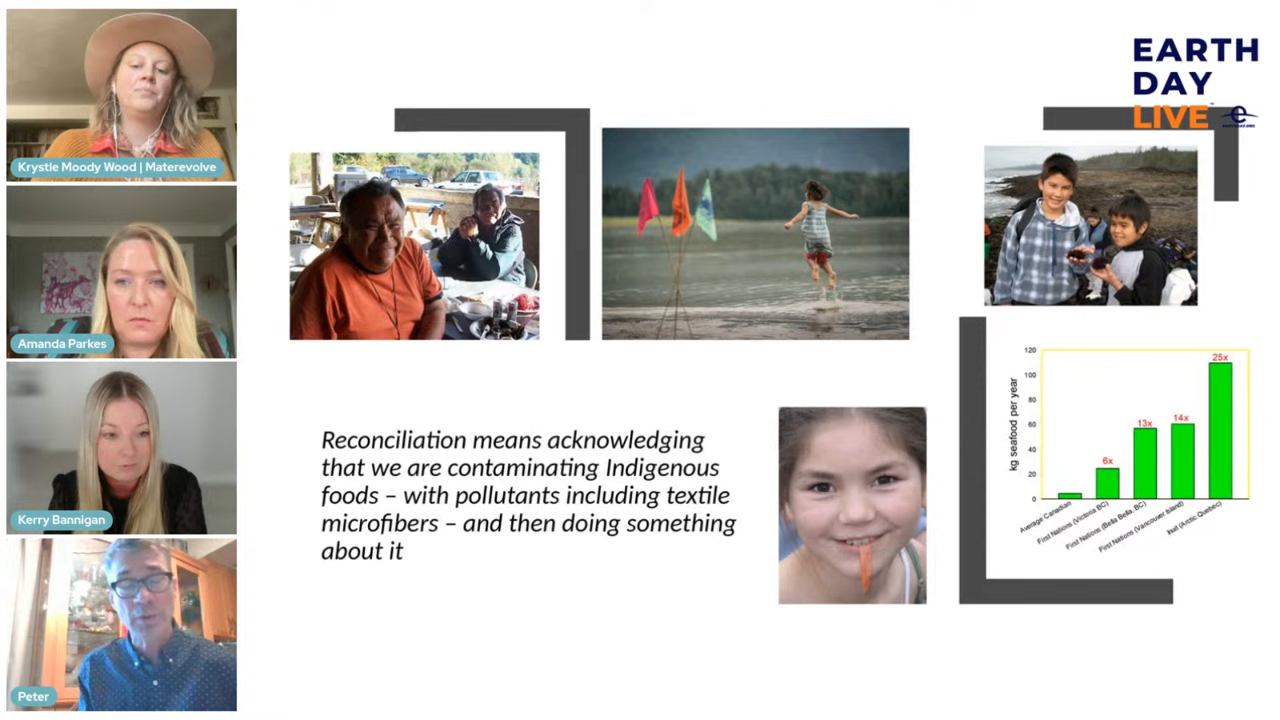 Krystle Moody Wood | Materevolve
Amanda Parkes
Kerry Bannigan
Peter
EARTH
DAY
LIVE
EARTHDAY.ORG
Reconciliation means acknowledging
that we are contaminating Indigenous
foods – with pollutants including textile
microfibers – and then doing something
about it
kg seafood per year
120
100
80
60
40
20
0
6x
13x
14x
25x
Average Canadian
First Nations (Victoria BC)
First Nations (Bella Bella, BC)
First Nations (Vancouver Island)
Inuit (Arctic Quebec)